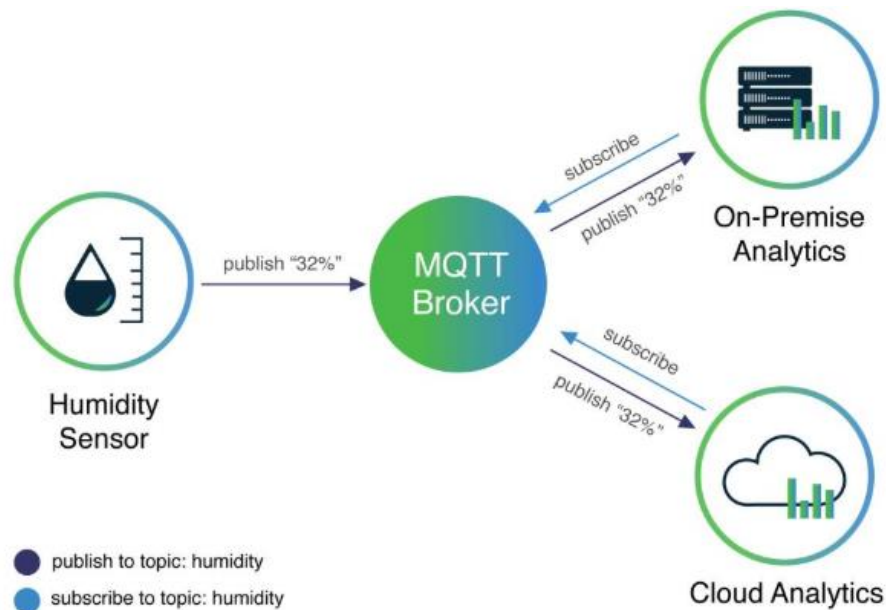 publish “32%”
Humidity
Sensor
MQTT
Broker
subscribe
publish “32%”
On-Premise
Analytics
subscribe
publish “32%”
Cloud Analytics
publish to topic: humidity
subscribe to topic: humidity